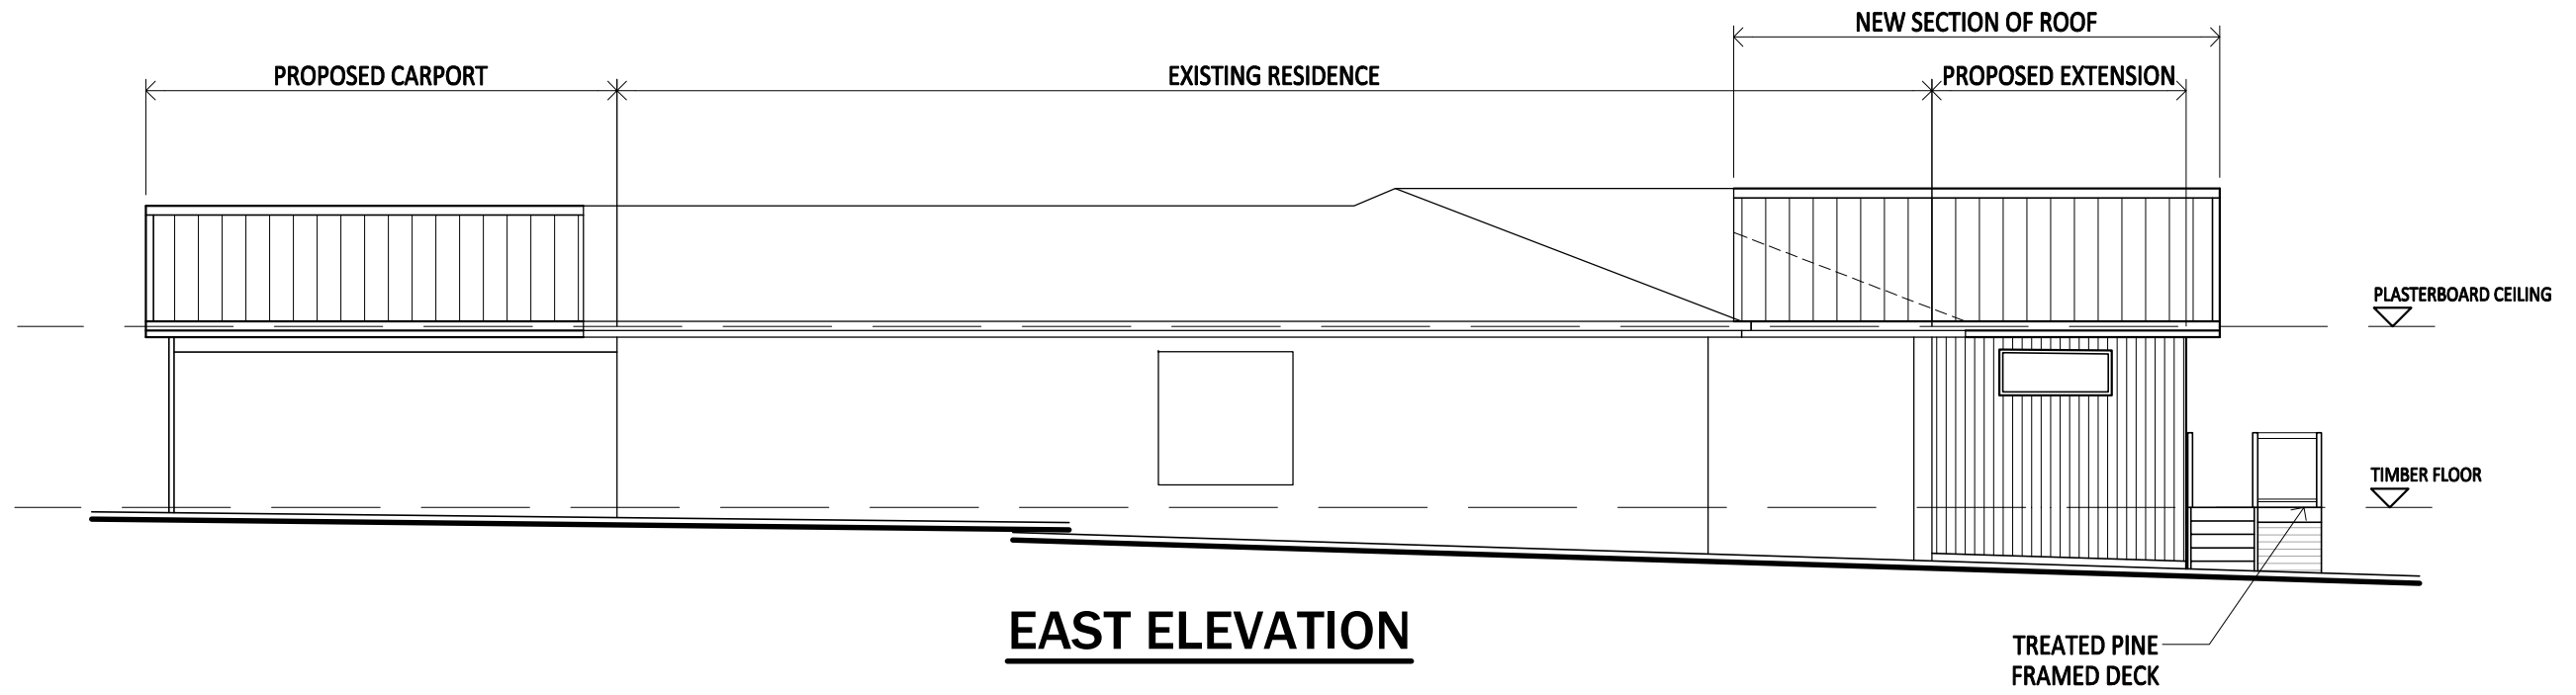 NEW SECTION OF ROOF
PROPOSED CARPORT
EXISTING RESIDENCE
PROPOSED EXTENSION
PLASTERBOARD CEILING
TIMBER FLOOR
EAST ELEVATION
TREATED PINE
FRAMED DECK